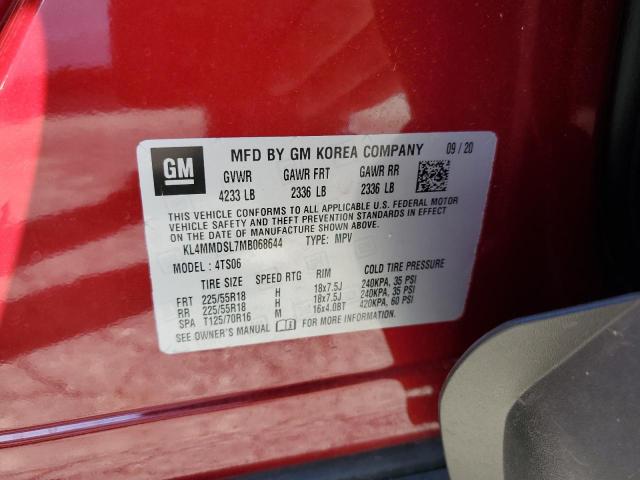 GM MFD BY GM KOREA COMPANY 09/20
GVWR GAWR FRT GAWR RR
4233 LB 2336 LB 2336 LB
THIS VEHICLE CONFORMS TO ALL APPLICABLE U.S. FEDERAL MOTOR
VEHICLE SAFETY AND THEFT PREVENTION STANDARDS IN EFFECT ON
THE DATE OF MANUFACTURE SHOWN ABOVE.
KL4MMDSL7MB068644 TYPE: MPV
MODEL: 4TS06
TIRE SIZE SPEED RTG RIM COLD TIRE PRESSURE
FRT 225/55R18 H 18x7.5J 240KPA, 35 PSI
RR 225/55R18 H 18x7.5J 240KPA, 35 PSI
SPA T125/70R16 M 16x4.0BT 420KPA, 60 PSI
SEE OWNER'S MANUAL FOR MORE INFORMATION.